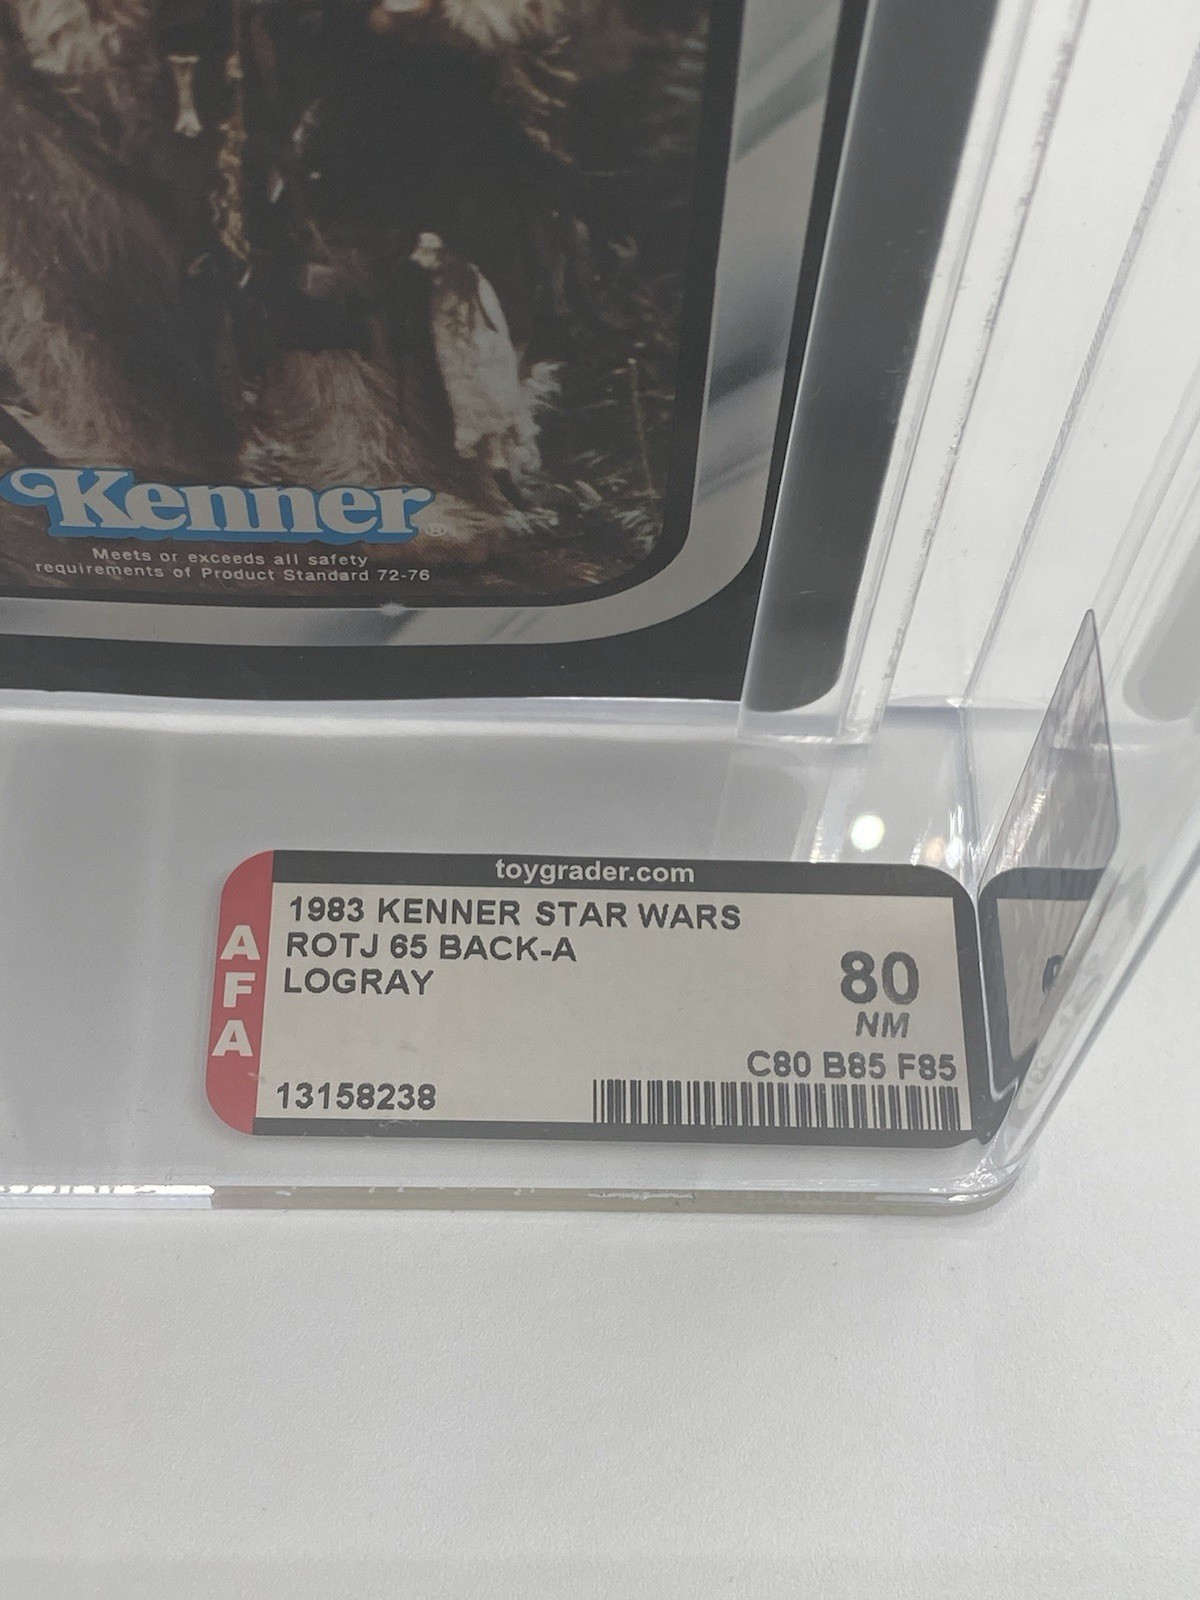 Kenner®
Meets or exceeds all safety
requirements of Product Standard 72-76
toygrader.com
AFA
1983 KENNER STAR WARS
ROTJ 65 BACK-A
LOGRAY
80
NM
C80 B85 F85
13158238